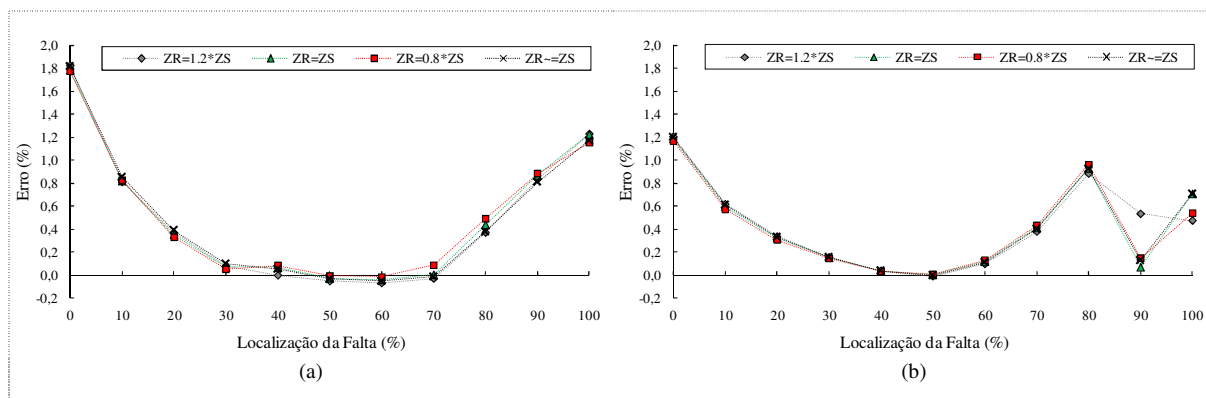 2,0
1,8
1,6
1,4
1,2
1,0
0,8
0,6
0,4
0,2
0,0
-0,2
Erro (%)
ZR=1.2*ZS ZR=ZS ZR=0.8*ZS ZR~=ZS
0 10 20 30 40 50 60 70 80 90 100
Localização da Falta (%)
(a)
2,0
1,8
1,6
1,4
1,2
1,0
0,8
0,6
0,4
0,2
0,0
-0,2
Erro (%)
ZR=1.2*ZS ZR=ZS ZR=0.8*ZS ZR~=ZS
0 10 20 30 40 50 60 70 80 90 100
Localização da Falta (%)
(b)